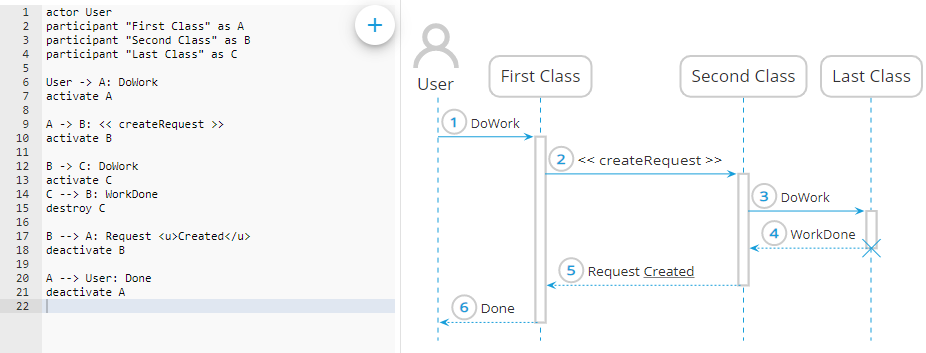 1 actor User
2 participant "First Class" as A
3 participant "Second Class" as B
4 participant "Last Class" as C
5
6 User -> A: DoWork
7 activate A
8
9 A -> B: << createRequest >>
10 activate B
11
12 B -> C: DoWork
13 activate C
14 C --> B: WorkDone
15 destroy C
16
17 B --> A: Request <u>Created</u>
18 deactivate B
19
20 A --> User: Done
21 deactivate A
22
+
User
First Class
Second Class
Last Class
1 DoWork
2 << createRequest >>
3 DoWork
4 WorkDone
5 Request Created
6 Done